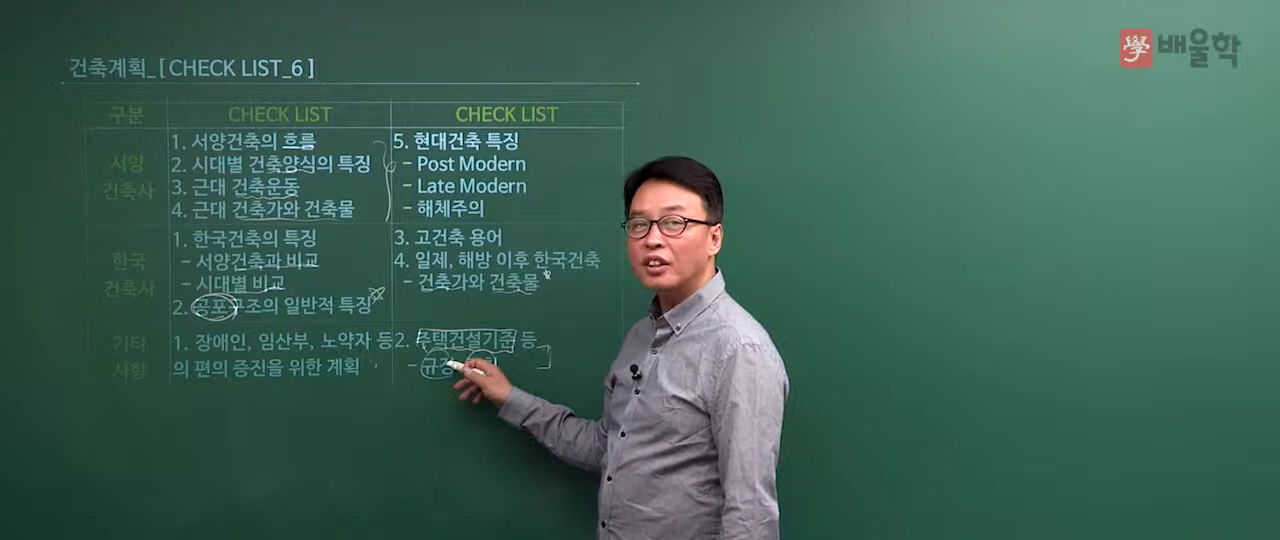 學 배울학
건축계획_[ CHECK LIST_6 ]
구분 CHECK LIST CHECK LIST
서양
건축사
1. 서양건축의 흐름
2. 시대별 건축양식의 특징
3. 근대 건축운동
4. 근대 건축가와 건축물
5. 현대건축 특징
- Post Modern
- Late Modern
- 해체주의
한국
건축사
1. 한국건축의 특징
- 서양건축과 비교
- 시대별 비교
2. 공포구조의 일반적 특징
3. 고건축 용어
4. 일제, 해방 이후 한국건축
- 건축가와 건축물
기타
사항
1. 장애인, 임산부, 노약자 등
의 편의 증진을 위한 계획
2. 주택건설기준 등
-